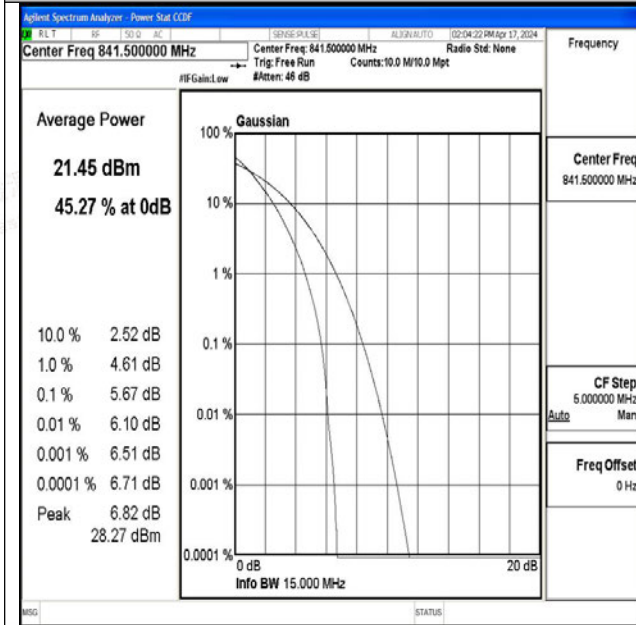 Agilent Spectrum Analyzer - Power Stat CCDF
RLT RF 50 Ω AC SENSE:PULSE ALIGNAUTO 02:04:22 PM Apr 17, 2024
Center Freq 841.500000 MHz
Center Freq: 841.500000 MHz Radio Std: None
Trig: Free Run Counts:10.0 M/10.0 Mpt
#IFGain:Low #Atten: 46 dB
Frequency
Average Power
21.45 dBm
45.27 % at 0dB
10.0 % 2.52 dB
1.0 % 4.61 dB
0.1 % 5.67 dB
0.01 % 6.10 dB
0.001 % 6.51 dB
0.0001 % 6.71 dB
Peak 6.82 dB
28.27 dBm
Gaussian
100 %
10 %
1 %
0.1 %
0.01 %
0.001 %
0.0001 %
0 dB 20 dB
Info BW 15.000 MHz
Center Freq
841.500000 MHz
CF Step
5.000000 MHz
Auto Man
Freq Offset
0 Hz
MSG STATUS